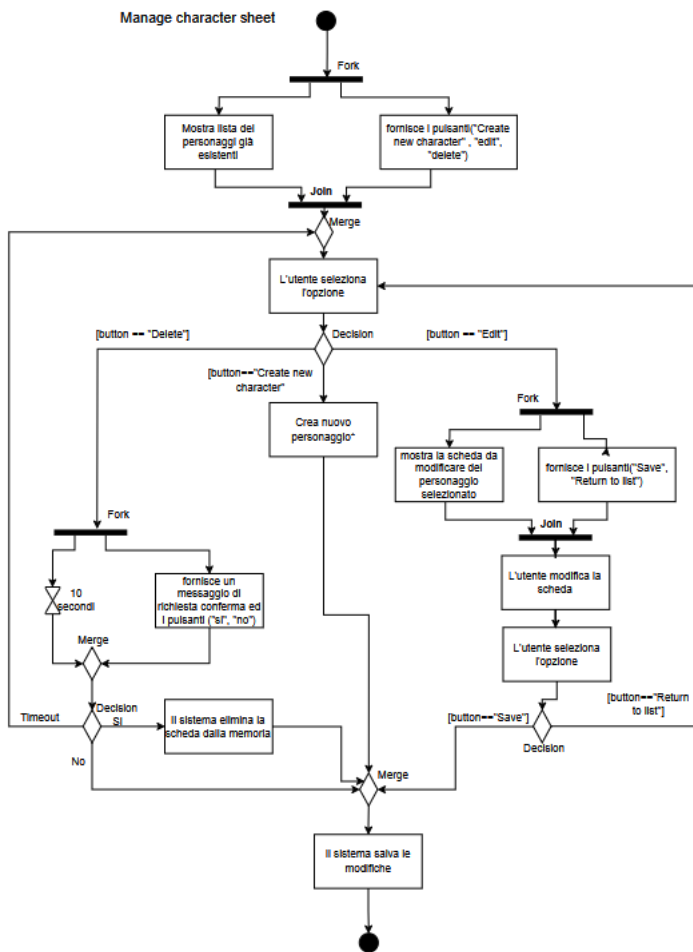 Manage character sheet
Fork
Mostra lista dei
personaggi già
esistenti
fornisce i pulsanti("Create
new character" , "edit",
"delete")
Join
Merge
L'utente seleziona
l'opzione
[button == "Delete"]
Decision
[button == "Edit"]
[button=="Create new
character"
Crea nuovo
personaggio*
Fork
mostra la scheda da
modificare del
personaggio
selezionato
fornisce i pulsanti("Save",
"Return to list")
Join
Fork
L'utente modifica la
scheda
10
secondi
fornisce un
messaggio di
richiesta conferma ed
i pulsanti ("si", "no")
L'utente seleziona
l'opzione
Merge
Timeout
Decision
SI
Il sistema elimina la
scheda dalla memoria
[button=="Save"]
[button=="Return
to list"]
Decision
No
Merge
Il sistema salva le
modifiche